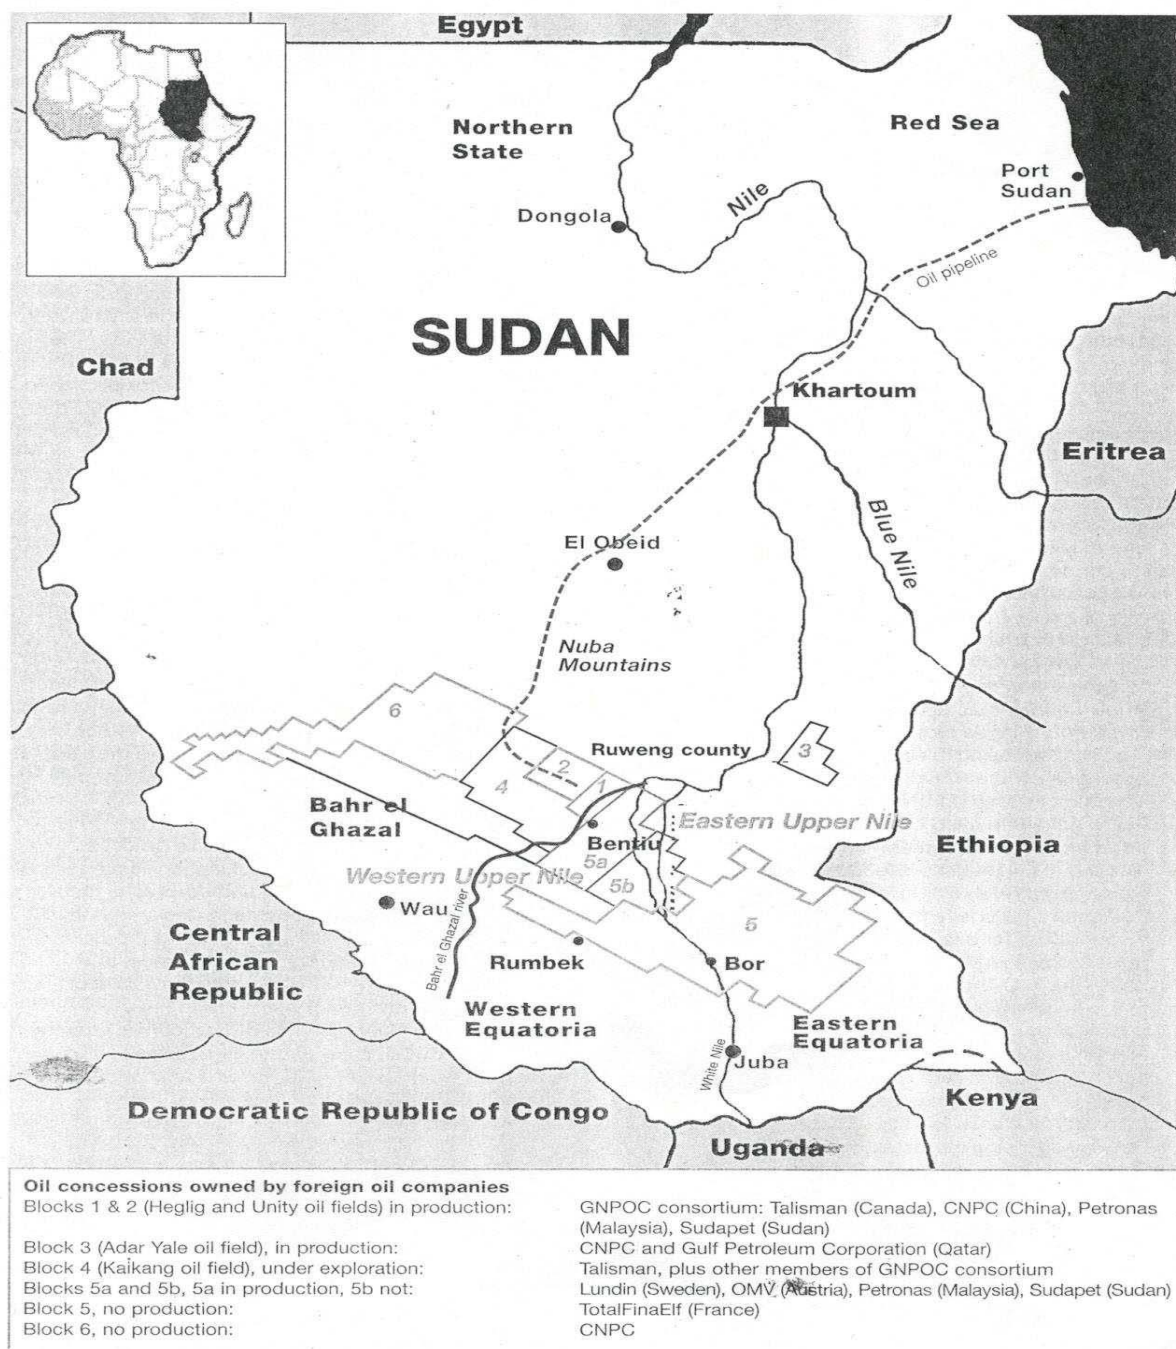 Egypt
Northern
State
Red Sea
Port
Sudan
Nile
Dongola
Oil pipeline
SUDAN
Chad
Khartoum
Eritrea
Blue Nile
El Obeid
Nuba
Mountains
6
Ruweng county
3
2
1
4
Bahr el
Ghazal
Eastern Upper Nile
Bentiu
Ethiopia
5a
Western Upper Nile
5b
Wau
5
Central
African
Republic
Bahr el Ghazal river
Rumbek
Bor
Western
Equatoria
Eastern
Equatoria
White Nile
Juba
Kenya
Democratic Republic of Congo
Uganda
Oil concessions owned by foreign oil companies
Blocks 1 & 2 (Heglig and Unity oil fields) in production: GNPOC consortium: Talisman (Canada), CNPC (China), Petronas
(Malaysia), Sudapet (Sudan)
Block 3 (Adar Yale oil field), in production: CNPC and Gulf Petroleum Corporation (Qatar)
Block 4 (Kaikang oil field), under exploration: Talisman, plus other members of GNPOC consortium
Blocks 5a and 5b, 5a in production, 5b not: Lundin (Sweden), OMV (Austria), Petronas (Malaysia), Sudapet (Sudan)
Block 5, no production: TotalFinaElf (France)
Block 6, no production: CNPC